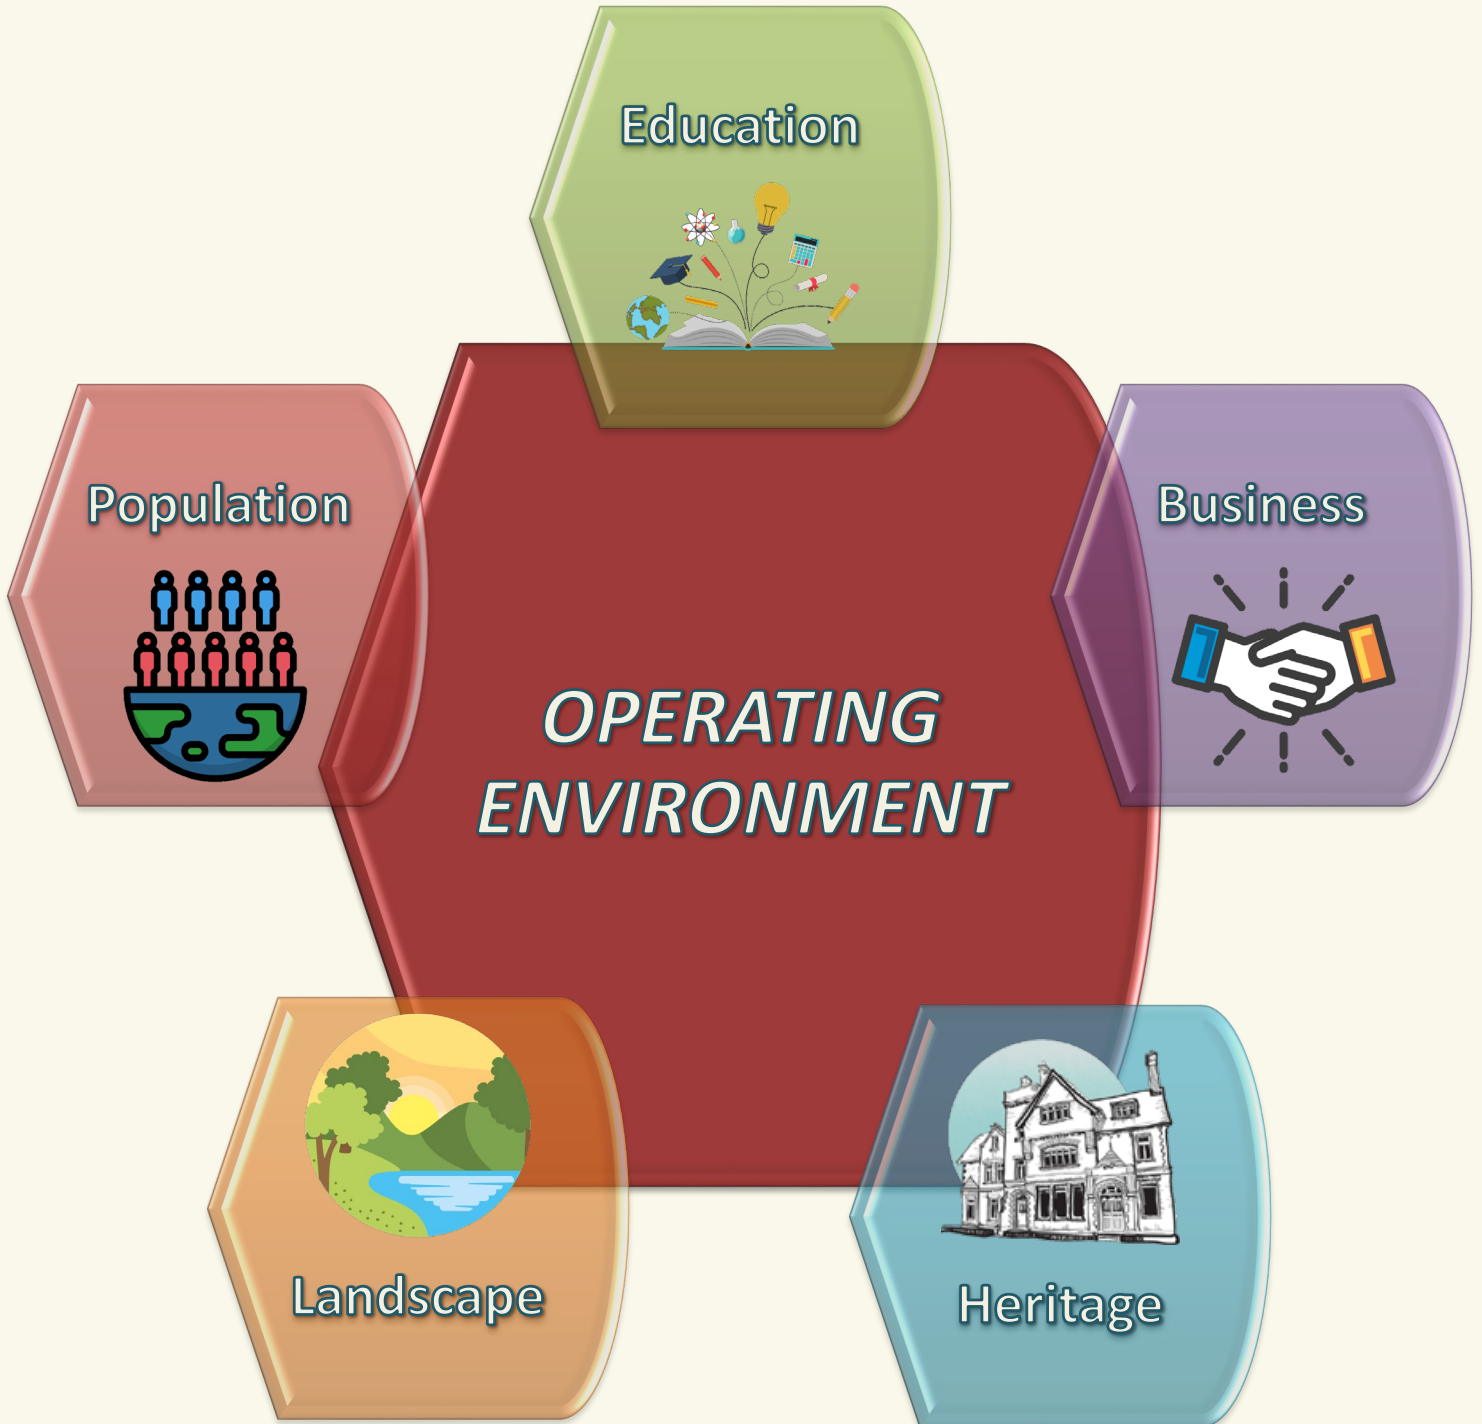 Education
Population
Business
OPERATING
ENVIRONMENT
Landscape
Heritage